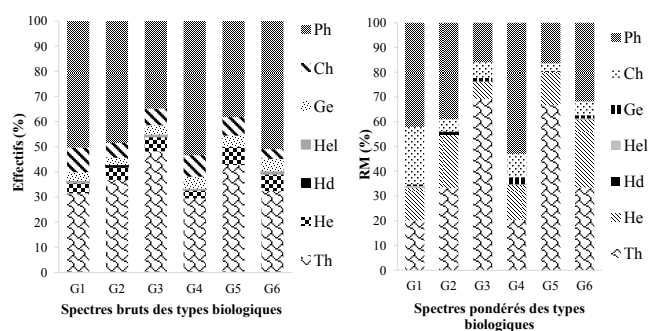 100
90
80
70
60
50
40
30
20
10
0
Effectifs (%)
G1 G2 G3 G4 G5 G6
Spectres bruts des types biologiques
Ph
Ch
Ge
Hel
Hd
He
Th
100
90
80
70
60
50
40
30
20
10
0
RM (%)
G1 G2 G3 G4 G5 G6
Spectres pondérés des types
biologiques
Ph
Ch
Ge
Hel
Hd
He
Th